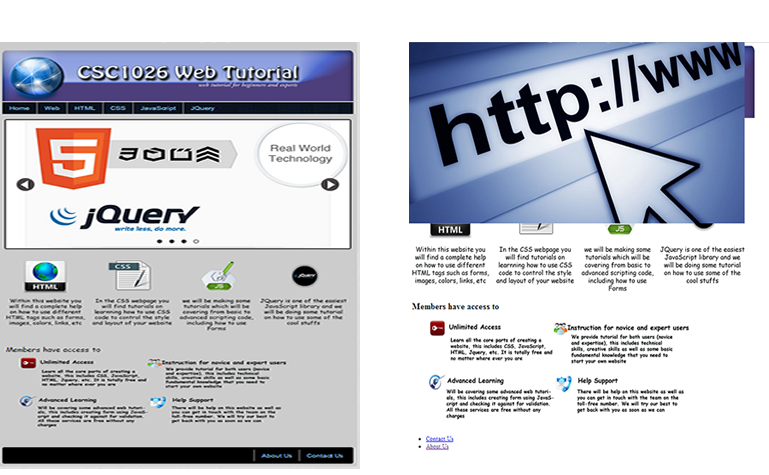 CSC1026 Web Tutorial
web tutorial for beginners and experts
Home Web HTML CSS JavaScript JQuery
5
Real World
Technology
jQuery
write less, do more.
HTML
CSS
JS
jQuery
Within this website you
will find a complete help
on how to use different
HTML tags such as forms,
images, colors, links, etc
In the CSS webpage you
will find tutorials on
learnning how to use CSS
code to control the style
and layout of your website
we will be making some
tutorials which will be
covering from basic to
advanced scripting code,
including how to use
Forms
JQuery is one of the easiest
JavaScript library and we
will be doing some tutorial
on how to use some of the
cool stuffs
Members have access to
Unlimited Access
Learn all the core parts of creating a
website, this includes CSS, JavaScript,
HTML, Jquery, etc. It is totally free and
no matter where ever you are
Instruction for novice and expert users
We provide tutorial for both users (novice
and expertise), this includes technical
skills, creative skills as well as some basic
fundamental knowledge that you need to
start your own website
Advanced Learning
Will be covering some advanced web tutori-
als, this includes creating form using JavaS-
cript and checking it against for validation.
All these services are free without any
charges
Help Support
There will be help on this website as well as
you can get in touch with the team on the
toll-free number. We will try our best to
get back with you as soon as we can
About Us Contact Us
http://www
HTML
JS
Within this website you
will find a complete help
on how to use different
HTML tags such as forms,
images, colors, links, etc
In the CSS webpage you
will find tutorials on
learnning how to use CSS
code to control the style
and layout of your website
we will be making some
tutorials which will be
covering from basic to
advanced scripting code,
including how to use
Forms
JQuery is one of the easiest
JavaScript library and we
will be doing some tutorial
on how to use some of the
cool stuffs
Members have access to
Unlimited Access
Learn all the core parts of creating a
website, this includes CSS, JavaScript,
HTML, Jquery, etc. It is totally free and
no matter where ever you are
Instruction for novice and expert users
We provide tutorial for both users (novice
and expertise), this includes technical
skills, creative skills as well as some basic
fundamental knowledge that you need to
start your own website
Advanced Learning
Will be covering some advanced web tutori-
als, this includes creating form using JavaS-
cript and checking it against for validation.
All these services are free without any
charges
Help Support
There will be help on this website as well as
you can get in touch with the team on the
toll-free number. We will try our best to
get back with you as soon as we can
Contact Us
About Us